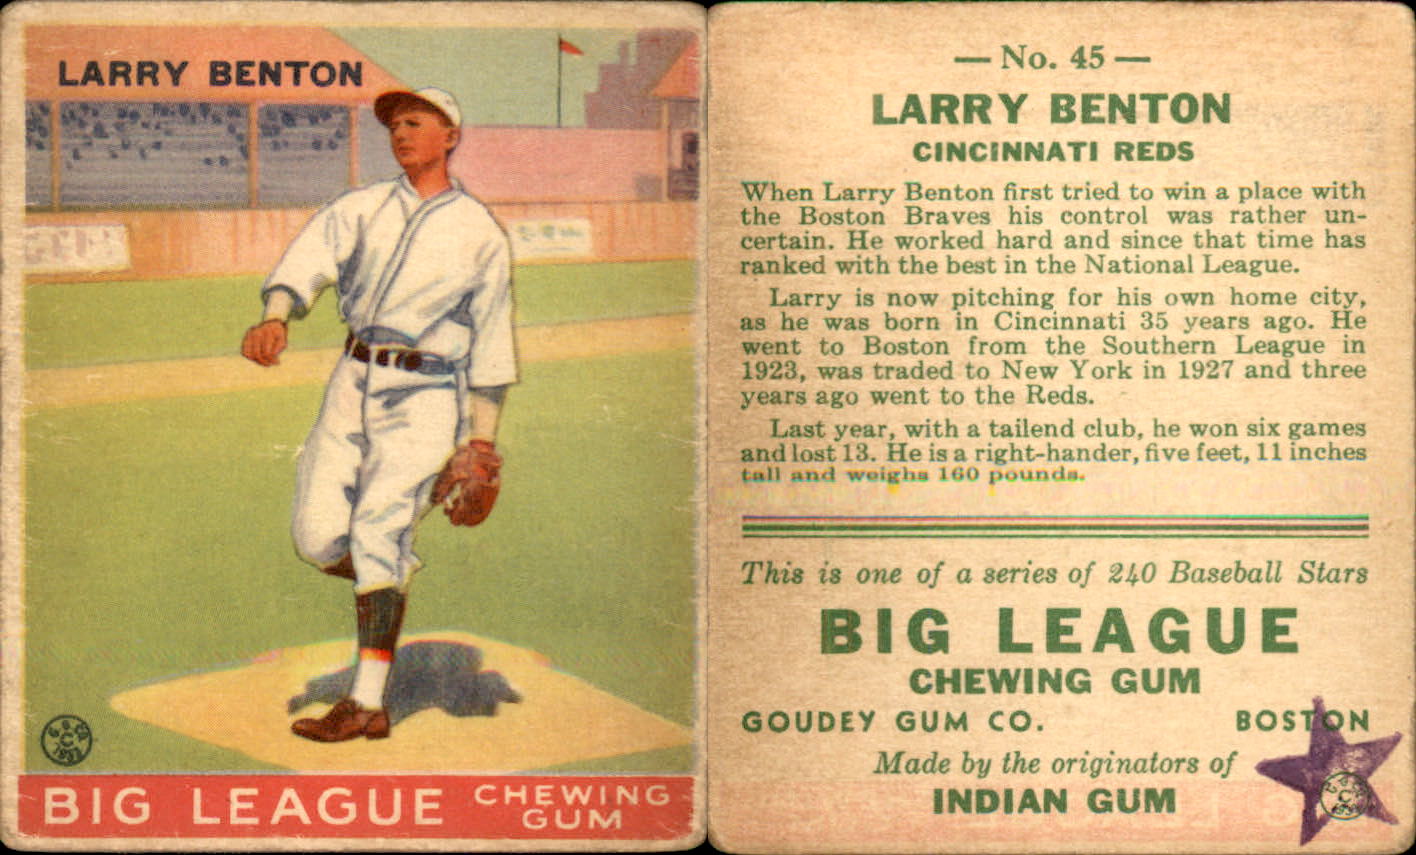 LARRY BENTON
BIG LEAGUE CHEWING GUM
— No. 45 —
LARRY BENTON
CINCINNATI REDS
When Larry Benton first tried to win a place with
the Boston Braves his control was rather un-
certain. He worked hard and since that time has
ranked with the best in the National League.
Larry is now pitching for his own home city,
as he was born in Cincinnati 35 years ago. He
went to Boston from the Southern League in
1923, was traded to New York in 1927 and three
years ago went to the Reds.
Last year, with a tailend club, he won six games
and lost 13. He is a right-hander, five feet, 11 inches
tall and weighs 160 pounds.
This is one of a series of 240 Baseball Stars
BIG LEAGUE
CHEWING GUM
GOUDEY GUM CO. BOSTON
Made by the originators of
INDIAN GUM